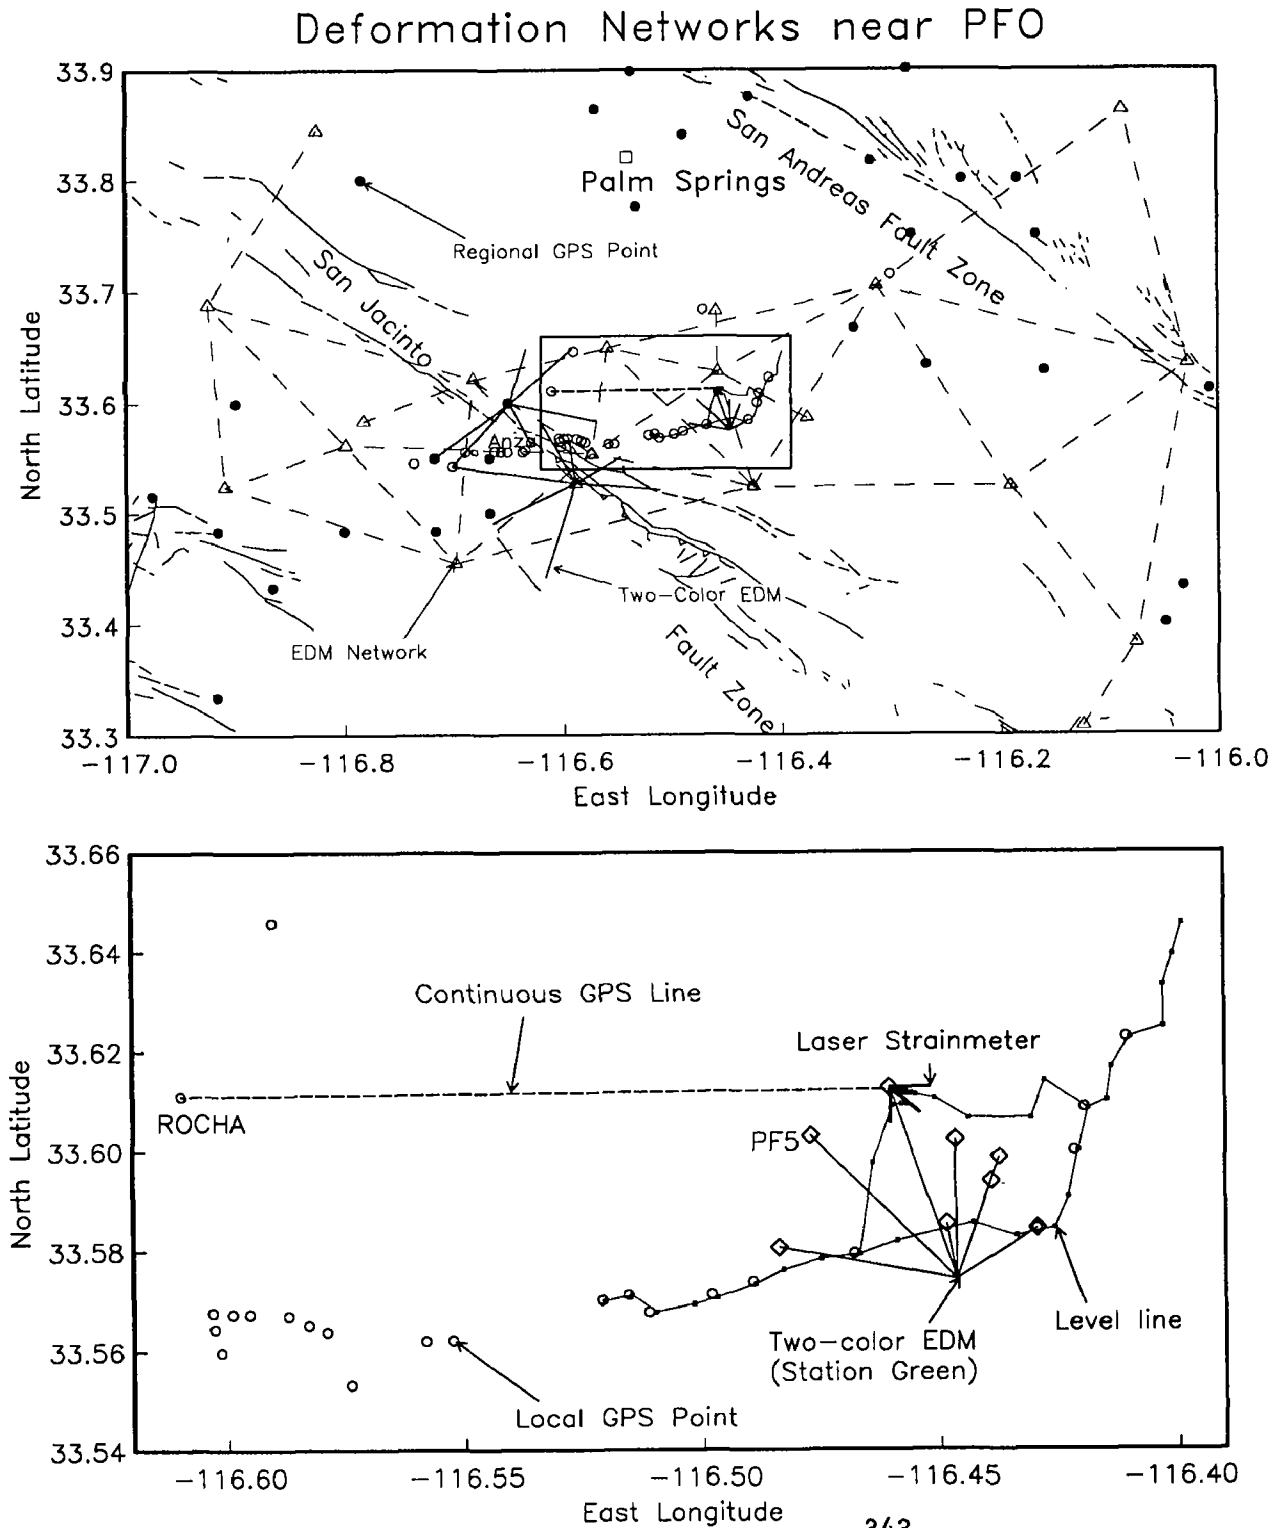 Deformation Networks near PFO
33.9
33.8
33.7
33.6
33.5
33.4
33.3
North Latitude
San Andreas Fault Zone
Palm Springs
Regional GPS Point
San Jacinto
Anza
Two-Color EDM
EDM Network
Fault Zone
-117.0
-116.8
-116.6
-116.4
-116.2
-116.0
East Longitude
33.66
33.64
33.62
33.60
33.58
33.56
33.54
North Latitude
Continuous GPS Line
Laser Strainmeter
ROCHA
PF5
Level line
Two-color EDM
(Station Green)
Local GPS Point
-116.60
-116.55
-116.50
-116.45
-116.40
East Longitude
343